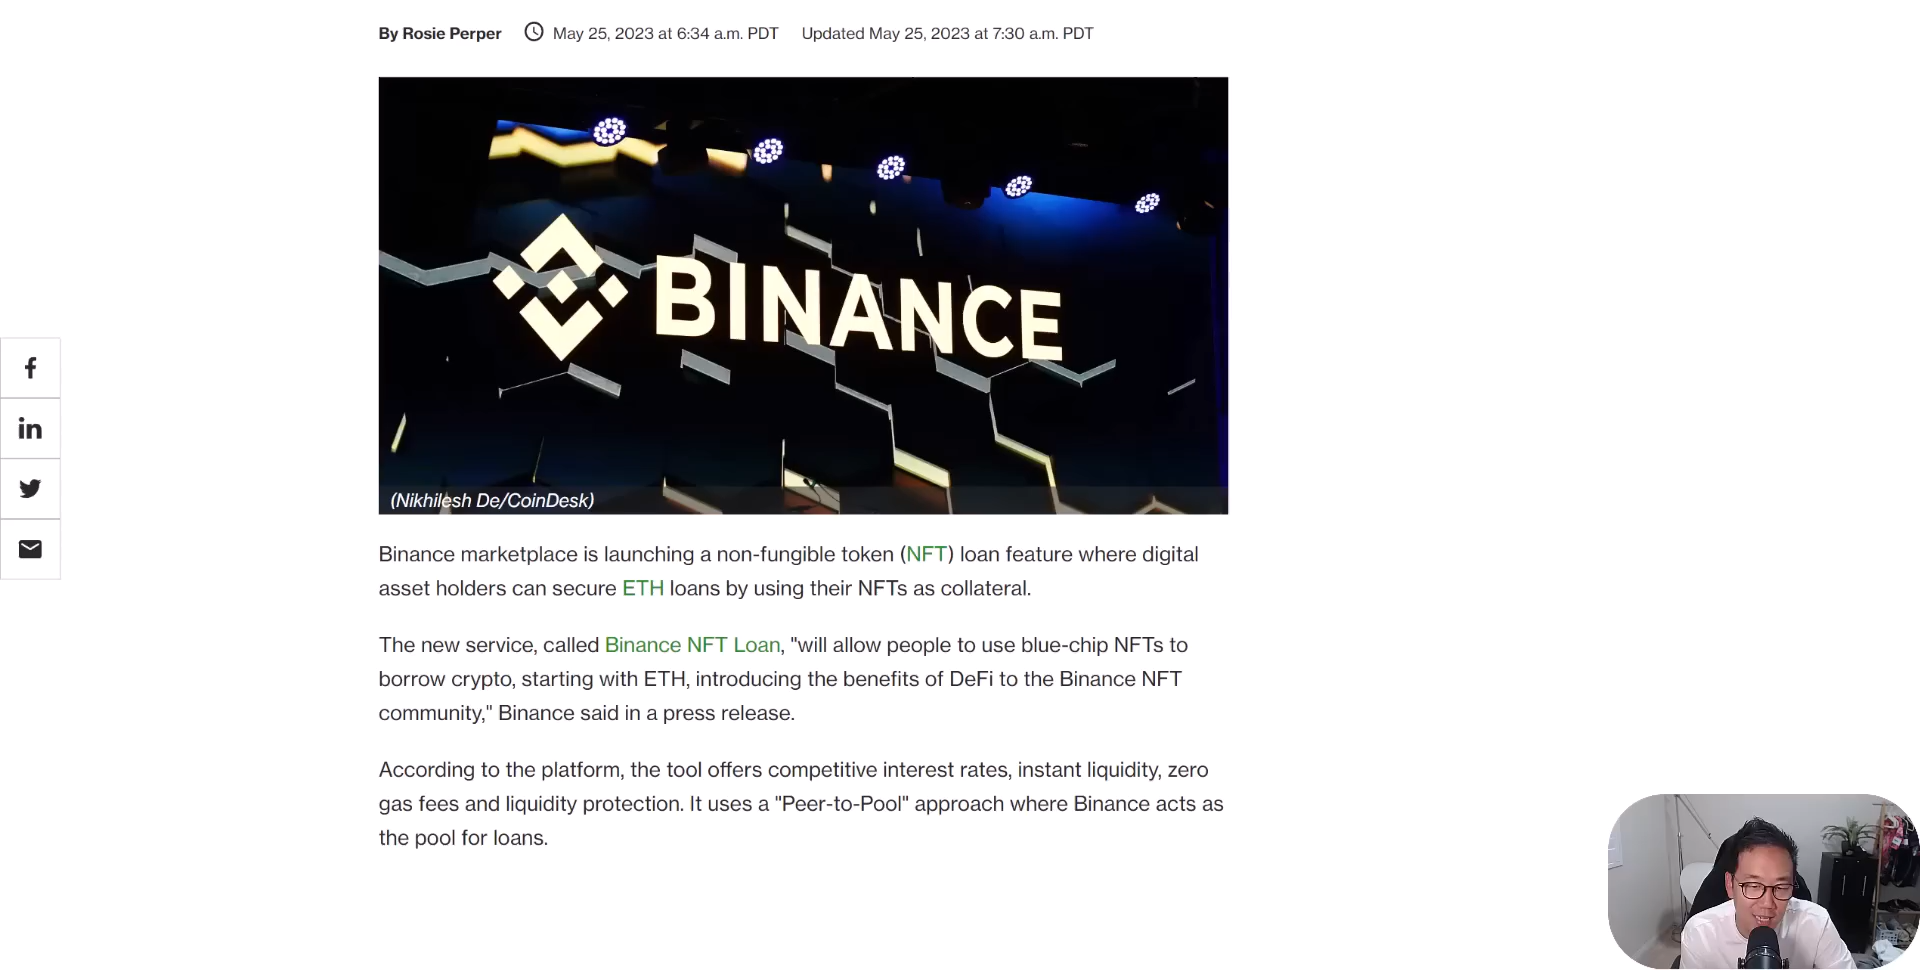 By Rosie Perper May 25, 2023 at 6:34 a.m. PDT Updated May 25, 2023 at 7:30 a.m. PDT
BINANCE
(Nikhilesh De/CoinDesk)
Binance marketplace is launching a non-fungible token (NFT) loan feature where digital
asset holders can secure ETH loans by using their NFTs as collateral.
The new service, called Binance NFT Loan, "will allow people to use blue-chip NFTs to
borrow crypto, starting with ETH, introducing the benefits of DeFi to the Binance NFT
community," Binance said in a press release.
According to the platform, the tool offers competitive interest rates, instant liquidity, zero
gas fees and liquidity protection. It uses a "Peer-to-Pool" approach where Binance acts as
the pool for loans.